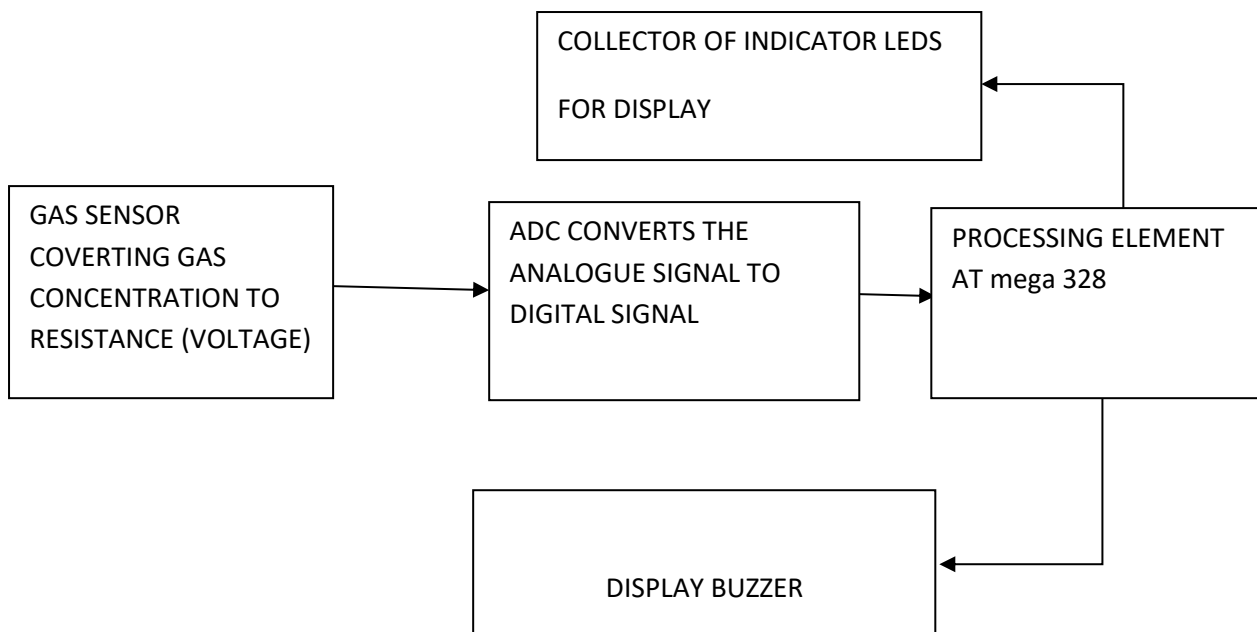 COLLECTOR OF INDICATOR LEDS
FOR DISPLAY
GAS SENSOR
COVERTING GAS
CONCENTRATION TO
RESISTANCE (VOLTAGE)
ADC CONVERTS THE
ANALOGUE SIGNAL TO
DIGITAL SIGNAL
PROCESSING ELEMENT
AT mega 328
DISPLAY BUZZER